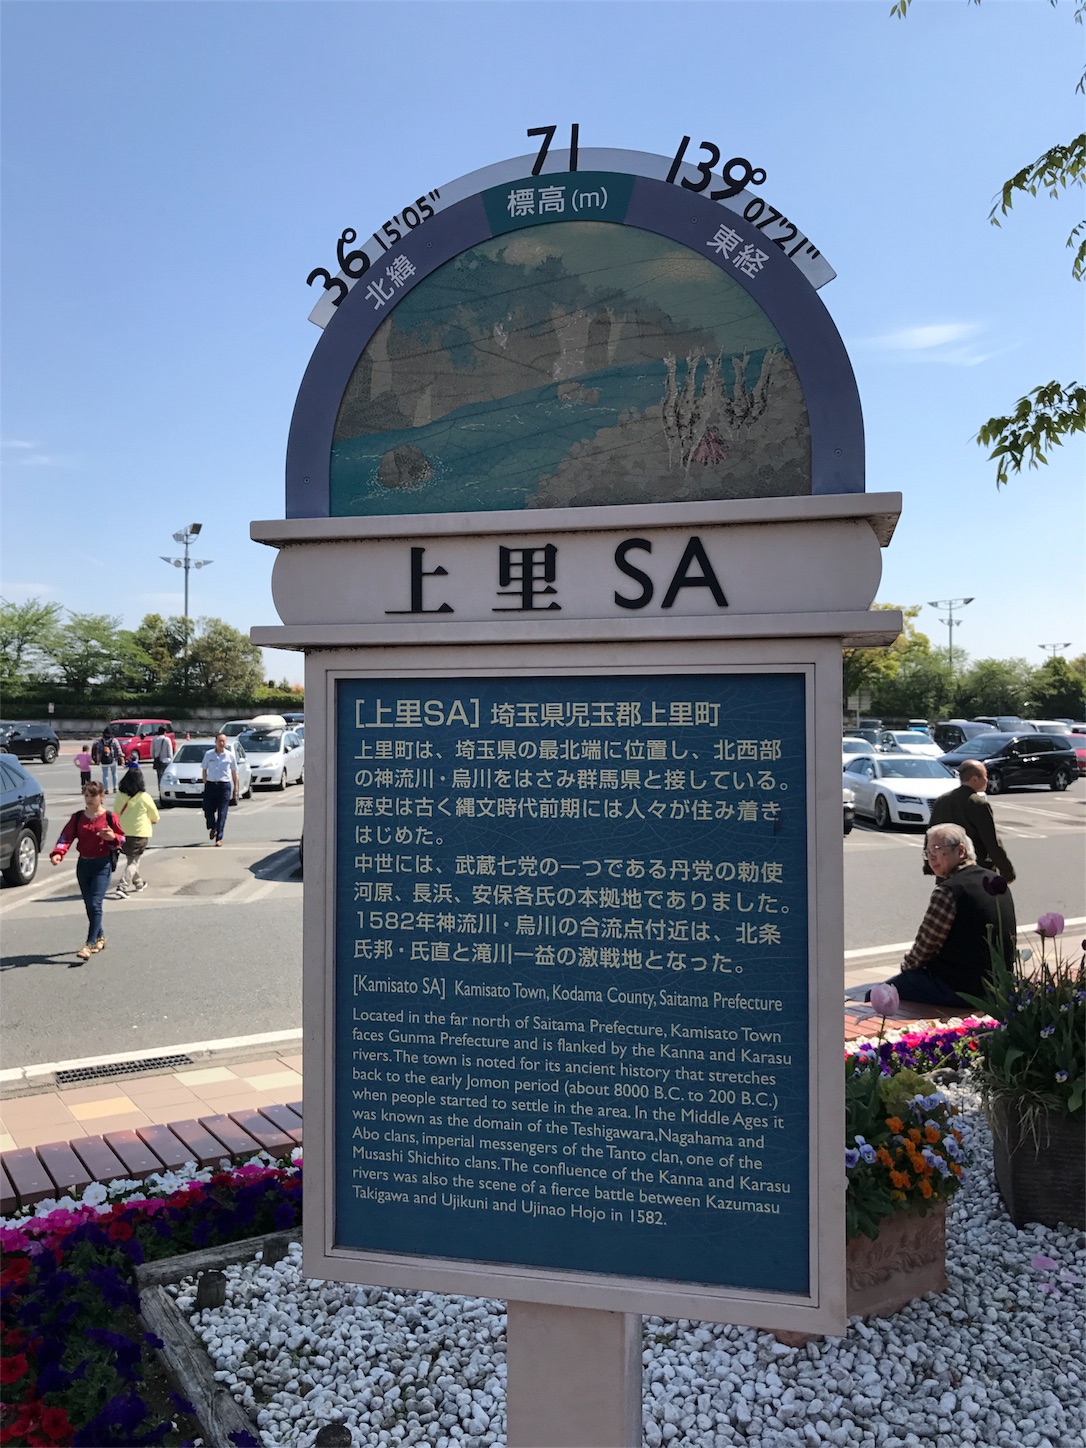 36° 15'05"
71
139° 07'21"
北緯
標高(m)
東経
上里 SA
[上里SA] 埼玉県児玉郡上里町
上里町は、埼玉県の最北端に位置し、北西部
の神流川・烏川をはさみ群馬県と接している。
歴史は古く縄文時代前期には人々が住み着き
はじめた。
中世には、武蔵七党の一つである丹党の勅使
河原、長浜、安保各氏の本拠地でありました。
1582年神流川・烏川の合流点付近は、北条
氏邦・氏直と滝川一益の激戦地となった。
[Kamisato SA] Kamisato Town, Kodama County, Saitama Prefecture
Located in the far north of Saitama Prefecture, Kamisato Town
faces Gunma Prefecture and is flanked by the Kanna and Karasu
rivers. The town is noted for its ancient history that stretches
back to the early Jomon period (about 8000 B.C. to 200 B.C.)
when people started to settle in the area. In the Middle Ages it
was known as the domain of the Teshigawara, Nagahama and
Abo clans, imperial messengers of the Tanto clan, one of the
Musashi Shichito clans. The confluence of the Kanna and Karasu
rivers was also the scene of a fierce battle between Kazumasu
Takigawa and Ujikuni and Ujinao Hojo in 1582.